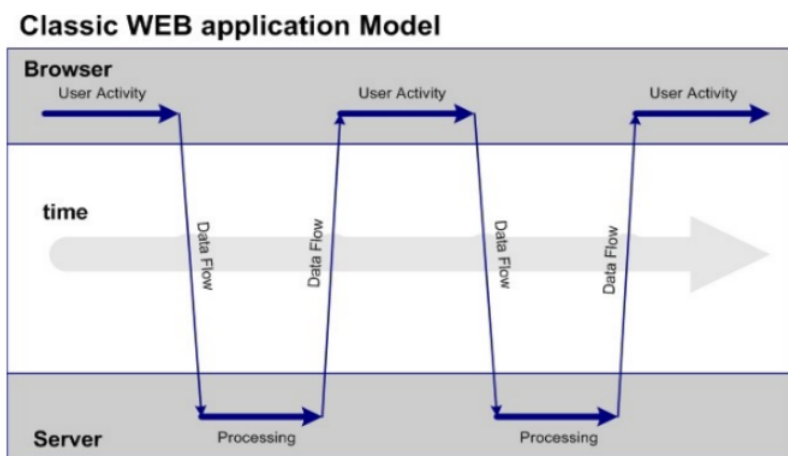 Classic WEB application Model
Browser
User Activity
User Activity
User Activity
time
Data Flow
Data Flow
Data Flow
Data Flow
Server
Processing
Processing